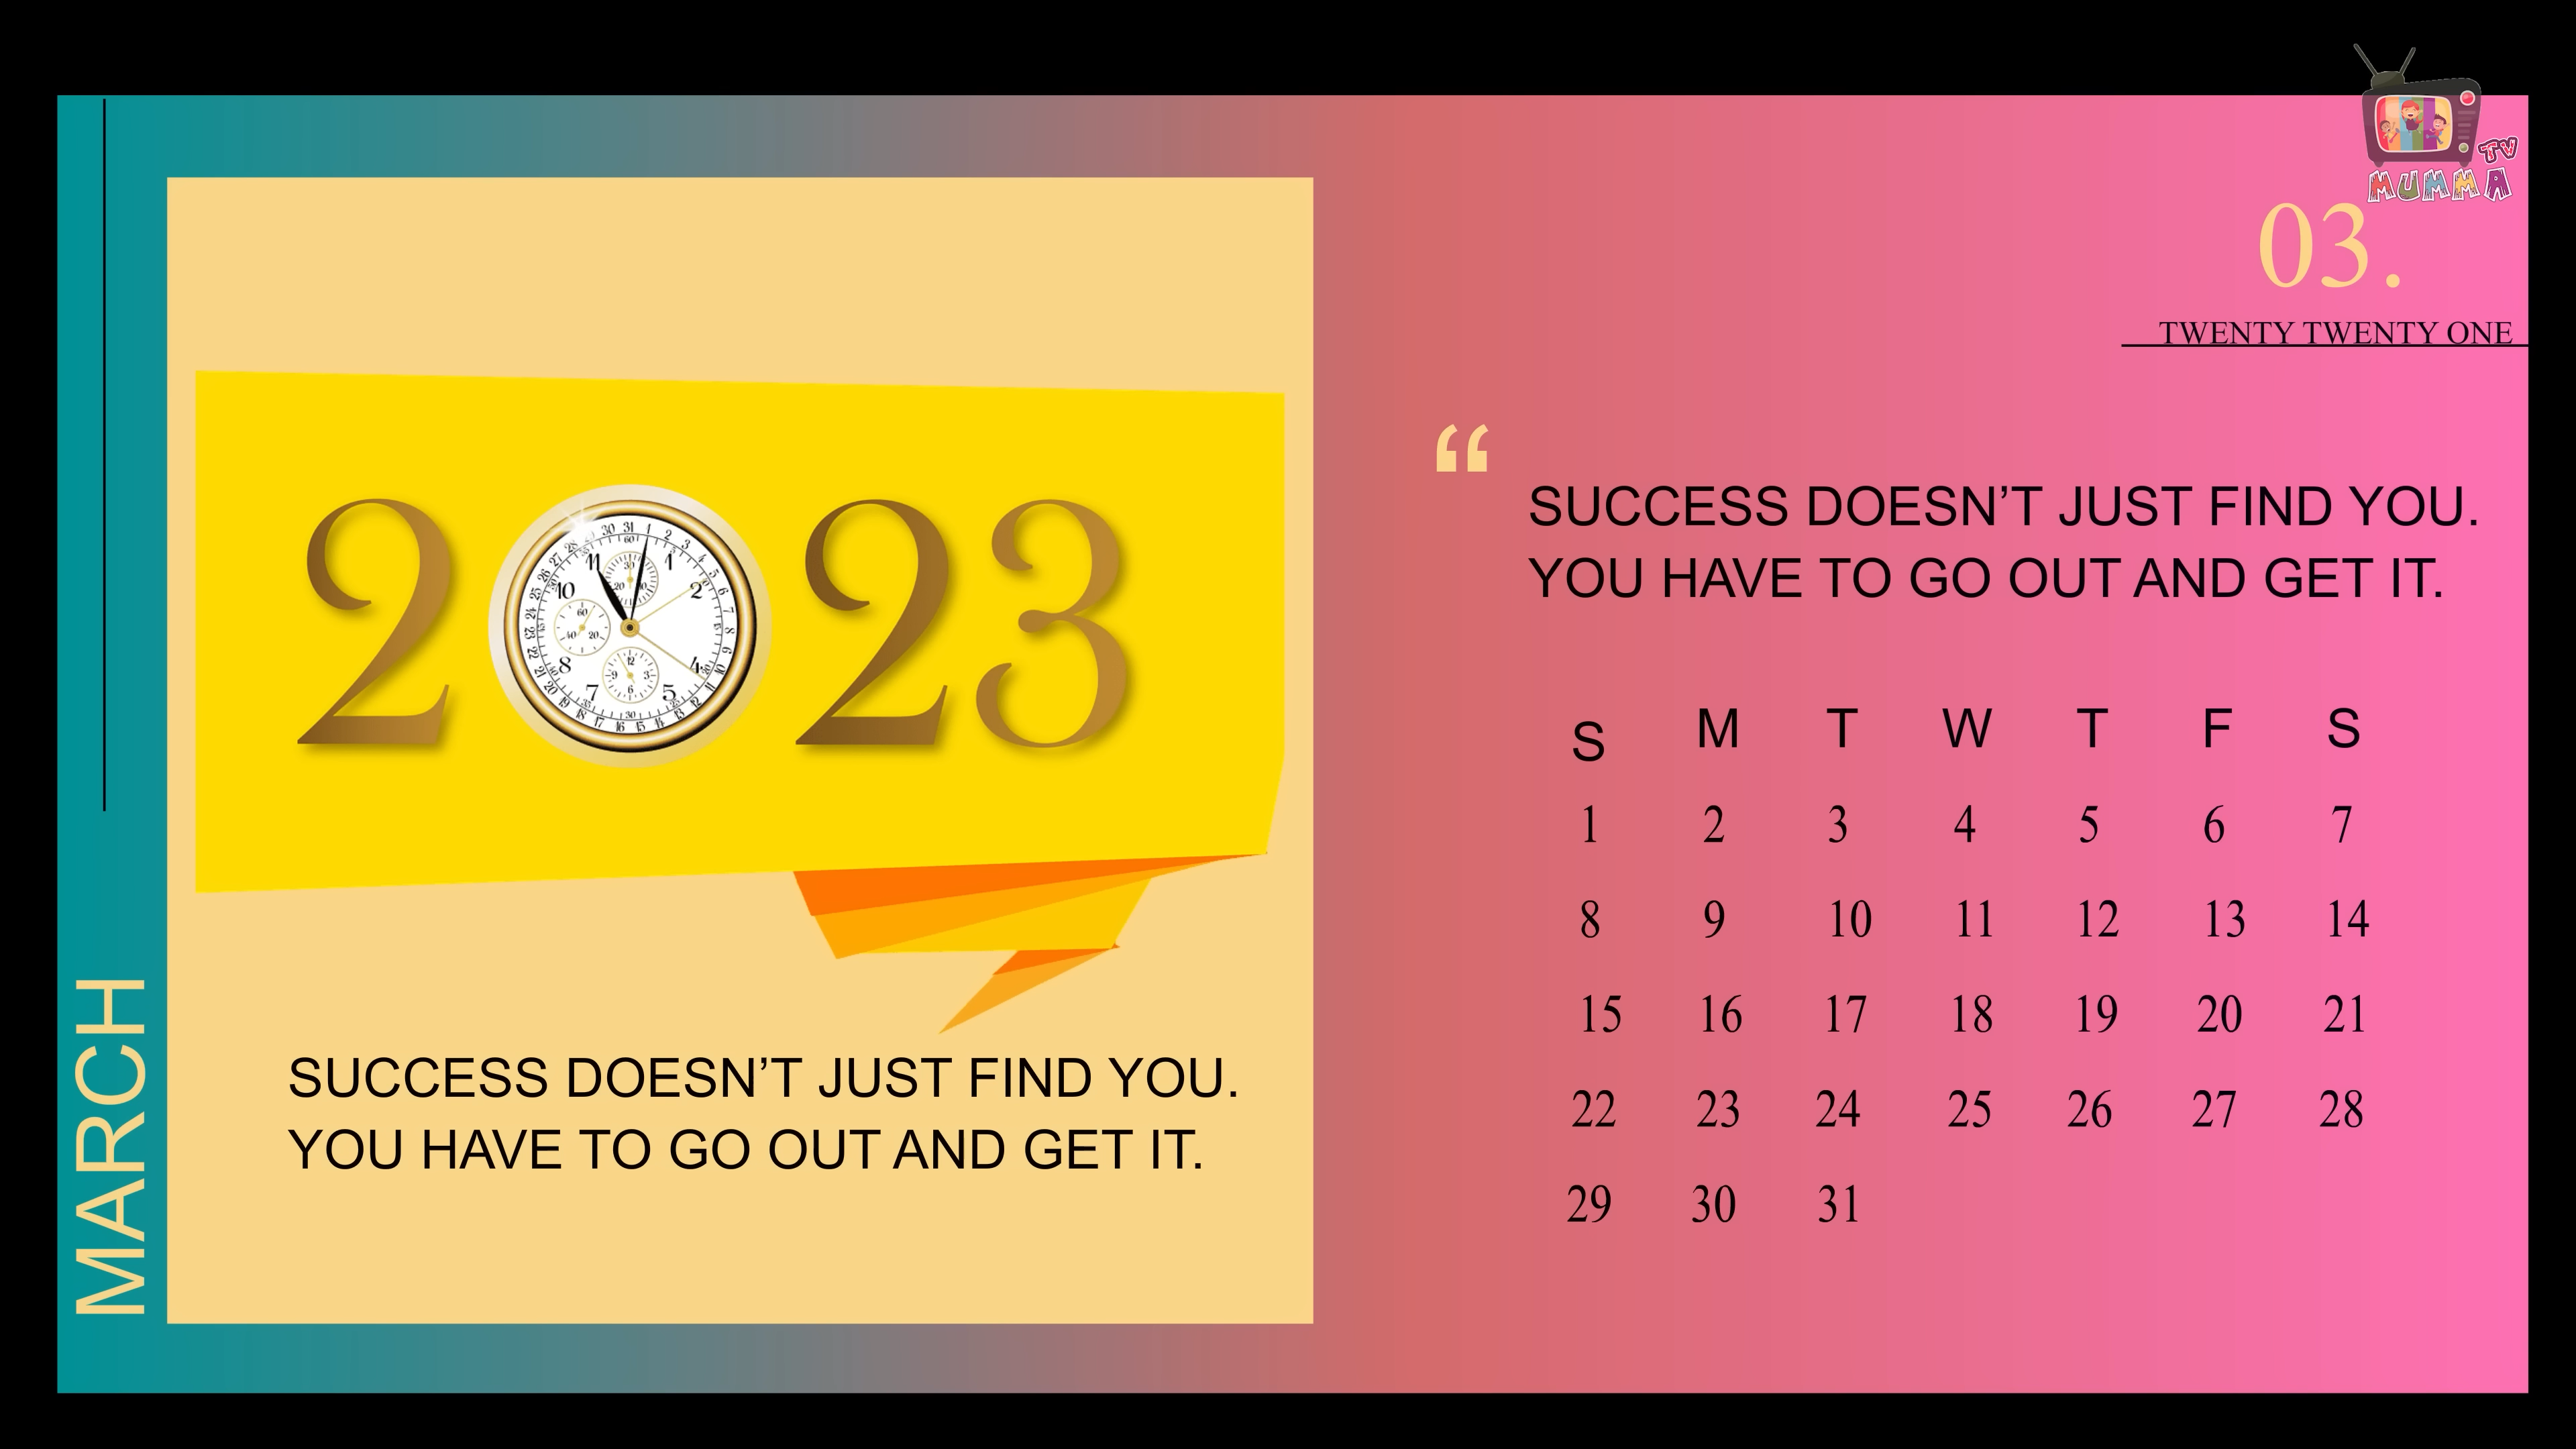 TV
MUMMA
03.
TWENTY TWENTY ONE
MARCH
2023
SUCCESS DOESN’T JUST FIND YOU.
YOU HAVE TO GO OUT AND GET IT.
“
SUCCESS DOESN’T JUST FIND YOU.
YOU HAVE TO GO OUT AND GET IT.
S M T W T F S
1 2 3 4 5 6 7
8 9 10 11 12 13 14
15 16 17 18 19 20 21
22 23 24 25 26 27 28
29 30 31